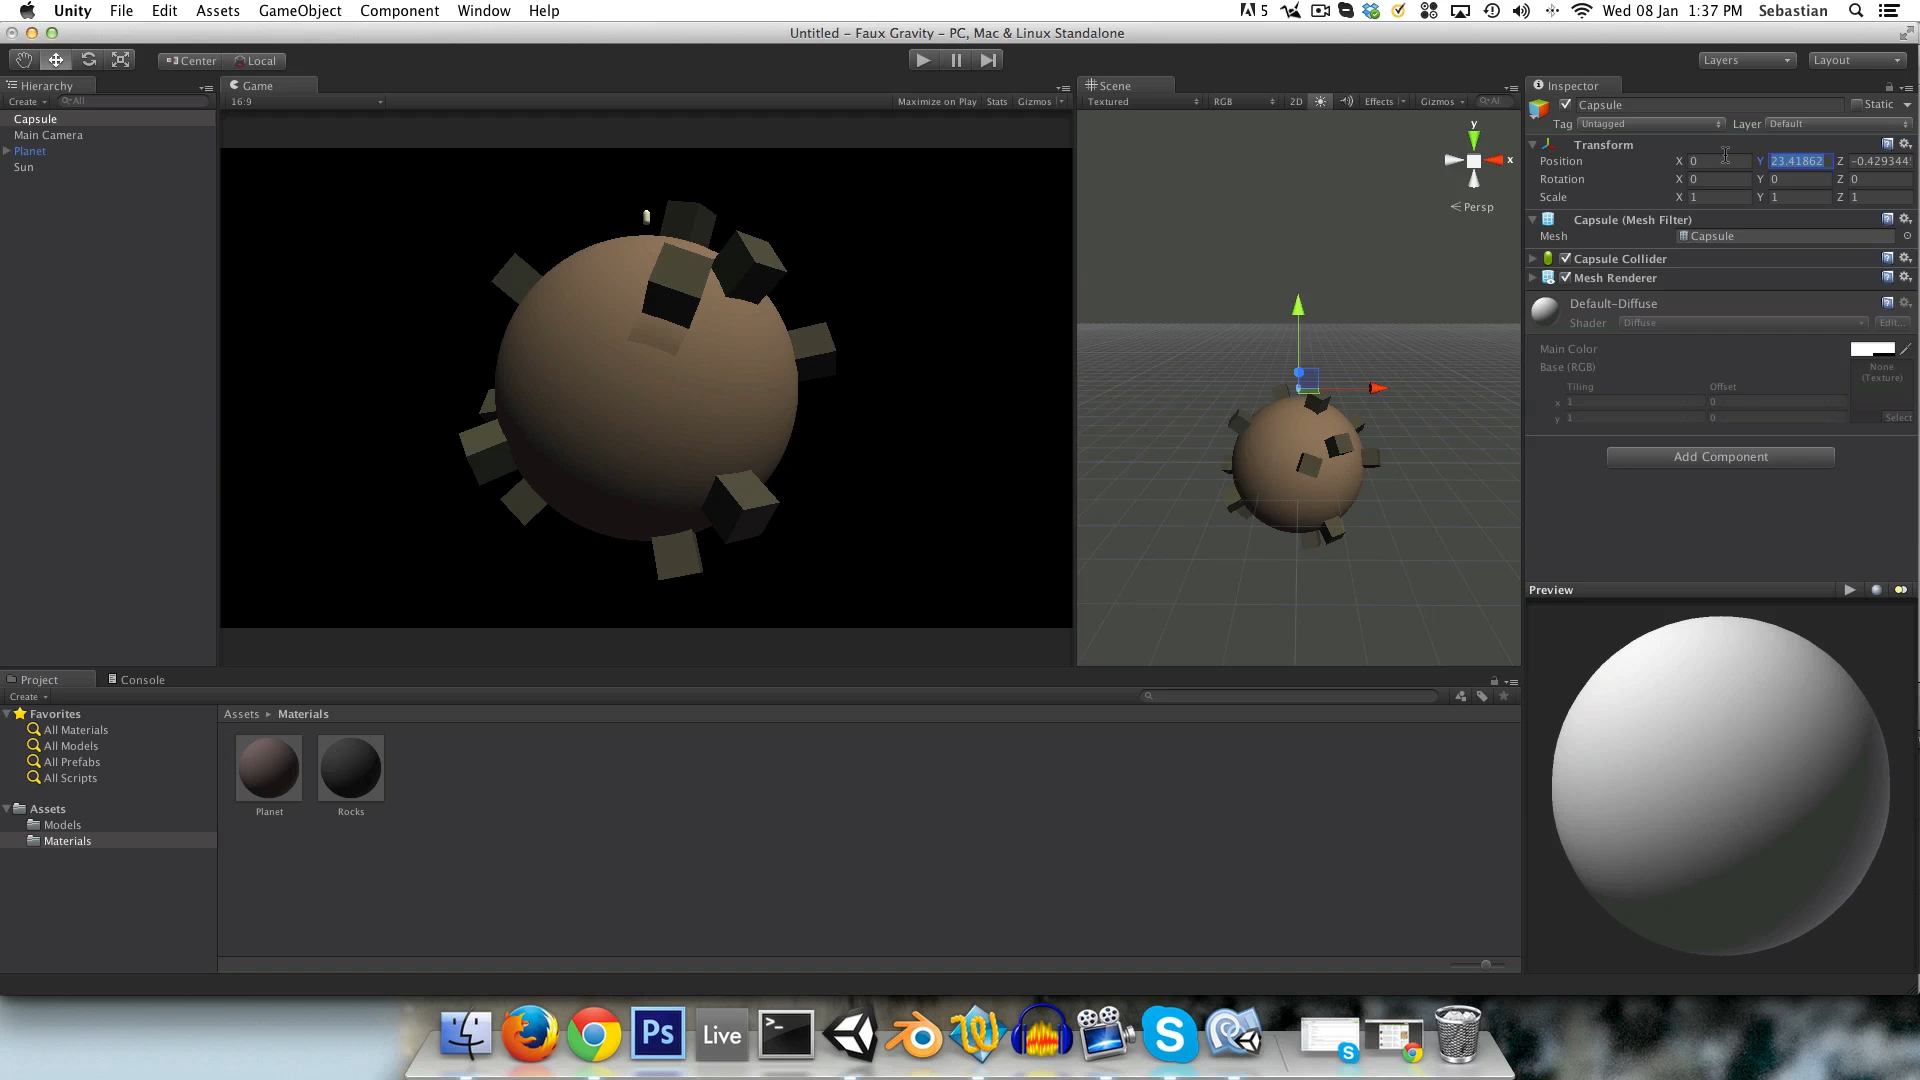 Unity File Edit Assets GameObject Component Window Help 5 Wed 08 Jan 1:37 PM Sebastian
Untitled – Faux Gravity – PC, Mac & Linux Standalone
Center Local Layers Layout
Hierarchy
Create All
Capsule
Main Camera
Planet
Sun
Game
16:9 Maximize on Play Stats Gizmos
Scene
Textured RGB 2D Effects Gizmos All
y
x
Persp
Inspector
Capsule Static
Tag Untagged Layer Default
Transform
Position X 0 Y 23.41862 Z -0.429344
Rotation X 0 Y 0 Z 0
Scale X 1 Y 1 Z 1
Capsule (Mesh Filter)
Mesh Capsule
Capsule Collider
Mesh Renderer
Default-Diffuse
Shader Diffuse Edit...
Main Color
Base (RGB)
None
(Texture)
Tiling Offset
x 1 0
y 1 0
Select
Add Component
Preview
Project Console
Create
Favorites
All Materials
All Models
All Prefabs
All Scripts
Assets
Models
Materials
Assets ▸ Materials
Planet Rocks
Ps Live >_ S